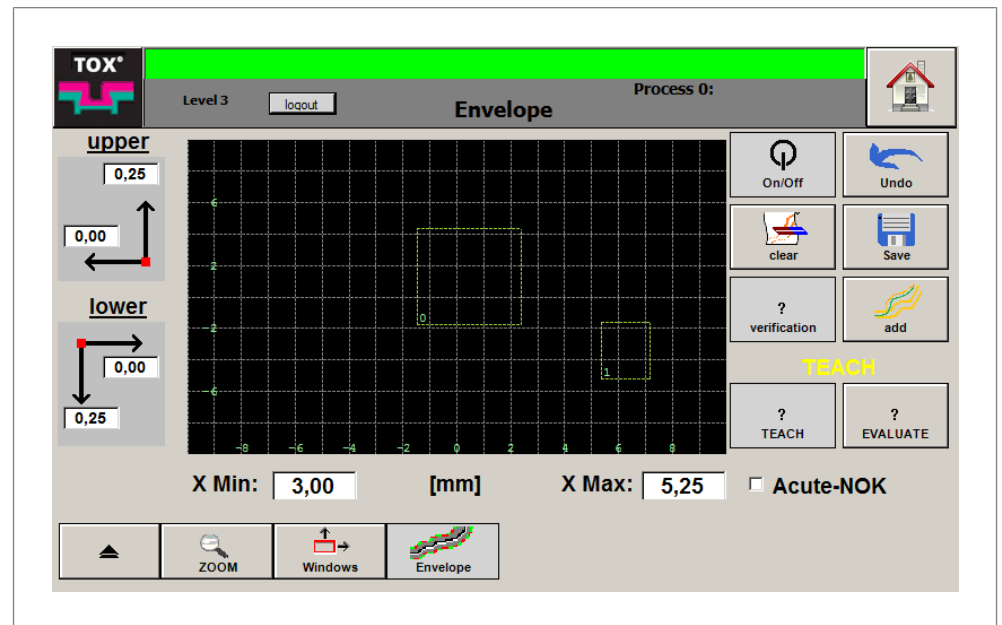 TOX®
Level 3
logout
Envelope
Process 0:
upper
0,25
0,00
lower
0,00
0,25
6
2
-2
-6
-8
-6
-4
-2
0
2
4
6
8
0
1
On/Off
Undo
clear
Save
?
verification
add
TEACH
?
TEACH
?
EVALUATE
X Min:
3,00
[mm]
X Max:
5,25
Acute-NOK
ZOOM
Windows
Envelope